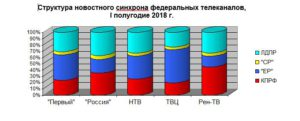 Структура новостного синхрона федеральных телеканалов,
I полугодие 2018 г.
100%
90%
80%
70%
60%
50%
40%
30%
20%
10%
0%
"Первый" "Россия" НТВ ТВЦ Рен-ТВ
ЛДПР
"СР"
"ЕР"
КПРФ